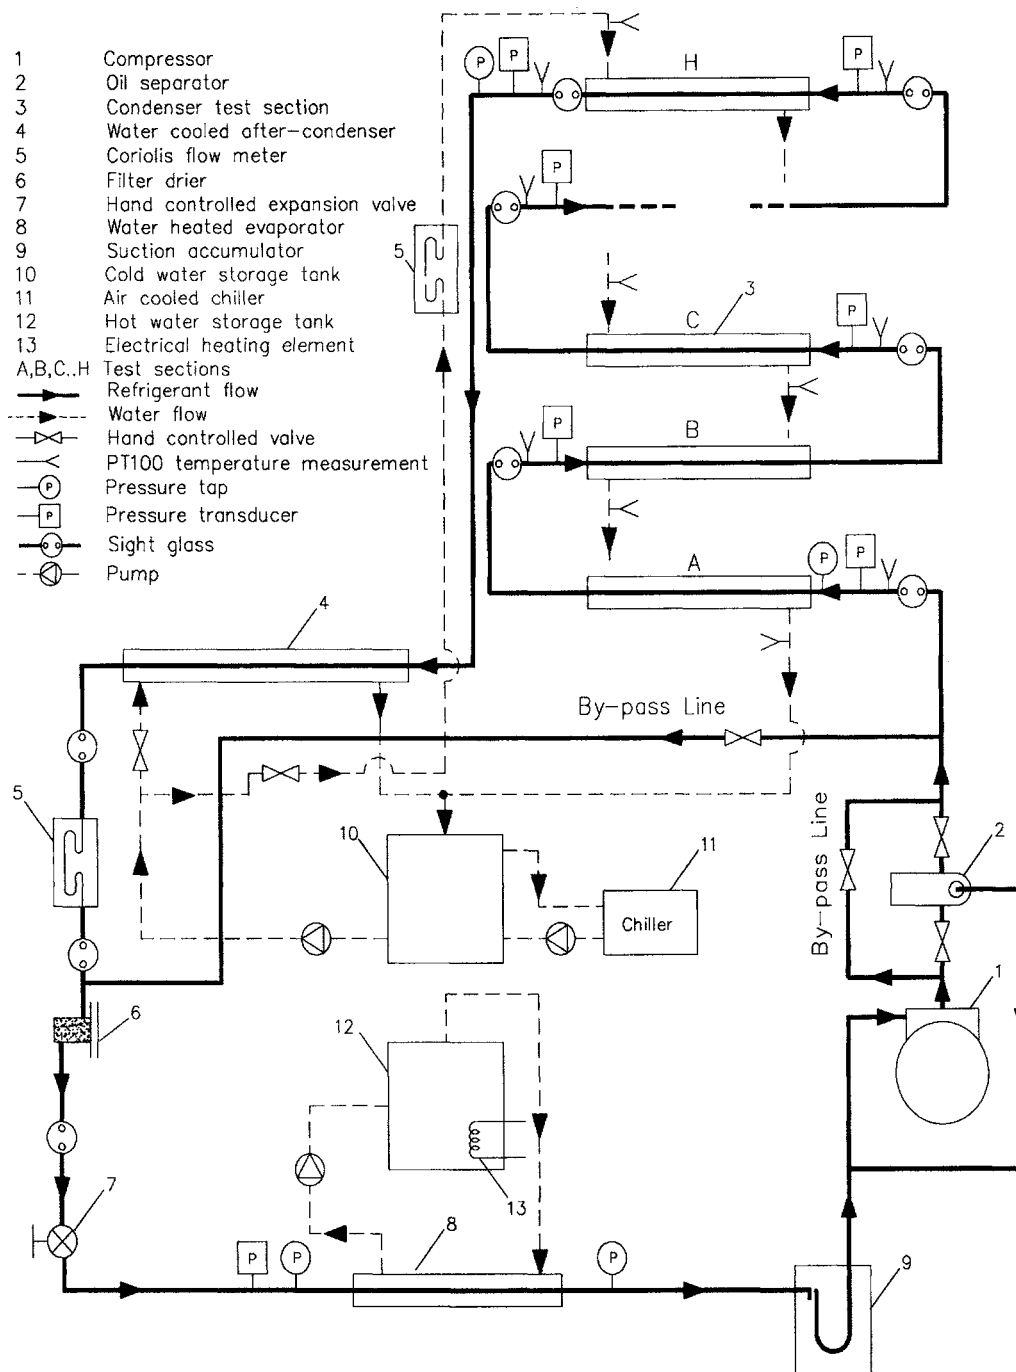 1 Compressor
2 Oil separator
3 Condenser test section
4 Water cooled after-condenser
5 Coriolis flow meter
6 Filter drier
7 Hand controlled expansion valve
8 Water heated evaporator
9 Suction accumulator
10 Cold water storage tank
11 Air cooled chiller
12 Hot water storage tank
13 Electrical heating element
A,B,C..H Test sections
Refrigerant flow
Water flow
Hand controlled valve
PT100 temperature measurement
P Pressure tap
P Pressure transducer
Sight glass
Pump
P P H P
P
5
C 3 P
P B
A P P
4
By-pass Line
5
10
11
Chiller
By-pass Line
2
1
6
12
13
7
P P 8 P
9